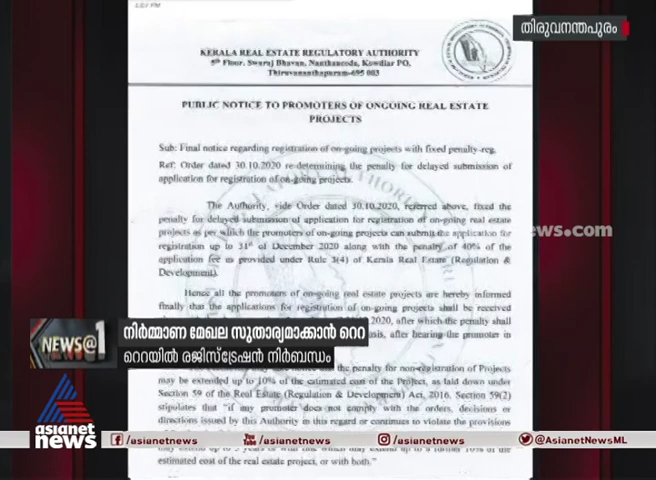 തിരുവനന്തപുരം
KERALA REAL ESTATE REGULATORY AUTHORITY
5th Floor, Swaraj Bhavan, Nanthancode, Kowdiar PO,
Thiruvananthapuram-695 003
PUBLIC NOTICE TO PROMOTERS OF ONGOING REAL ESTATE
PROJECTS
Sub: Final notice regarding registration of on-going projects with fixed penalty-reg.
Ref: Order dated 30.10.2020 re-determining the penalty for delayed submission of
application for registration of on-going projects.
The Authority, vide Order dated 30.10.2020, referred above, fixed the
penalty for delayed submission of application for registration of on-going real estate
projects as per which the promoters of on-going projects can submit the application for
registration up to 31st of December 2020 along with the penalty of 40% of the
application fee as provided under Rule 3(4) of Kerala Real Estate (Regulation &
Development).
news.com
Hence all the promoters of on-going real estate projects are hereby informed
finally that the applications for registration of on-going projects shall be received
2020, after which the penalty shall
basis, after hearing the promoter in
NEWS@1
നിർമ്മാണ മേഖല സുതാര്യമാക്കാൻ റെറ
റെറയിൽ രജിസ്ട്രേഷൻ നിർബന്ധം
the penalty for non-registration of Projects
may be extended up to 10% of the estimated cost of the Project, as laid down under
Section 59 of the Real Estate (Regulation & Development) Act, 2016. Section 59(2)
stipulates that "if any promoter does not comply with the orders, decisions or
directions issued by this Authority in this regard or continues to violate the provisions
asianet
news
/asianetnews
YouTube
/asianetnews
@AsianetNewsML
estimated cost of the real estate project, or with both."